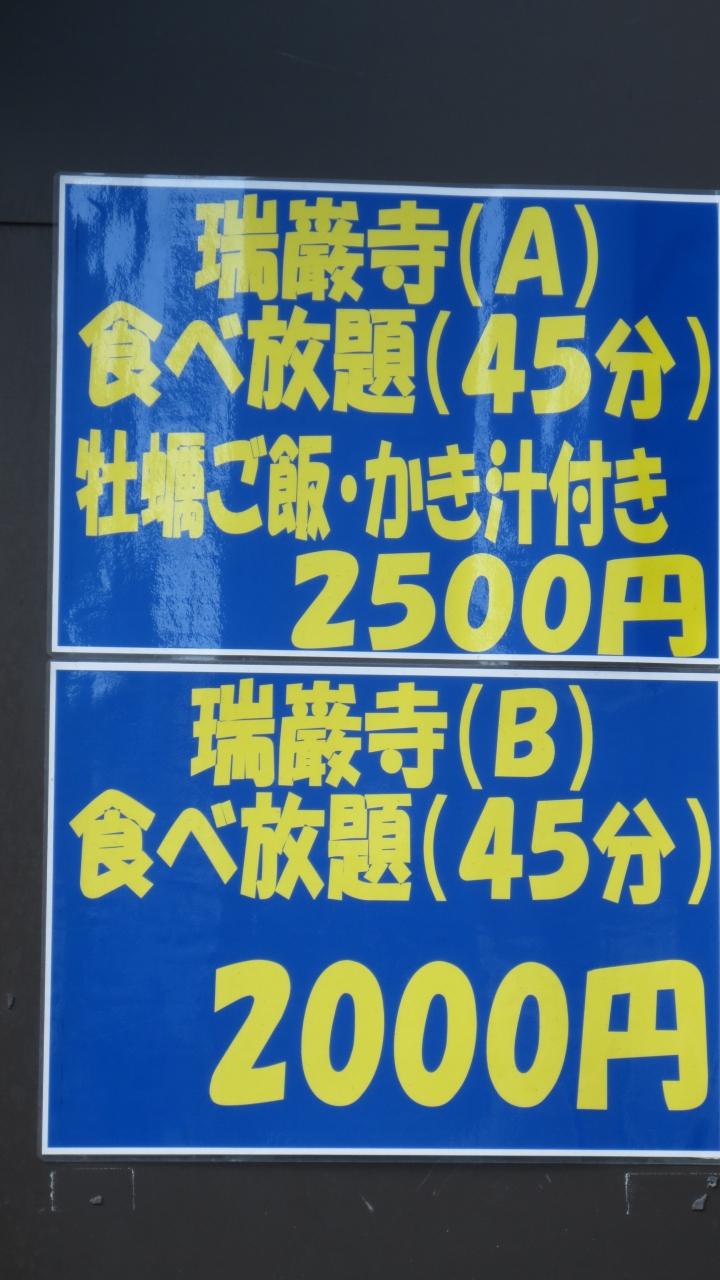 瑞巌寺(A)
食べ放題(45分)
牡蠣ご飯・かき汁付き
2500円
瑞巌寺(B)
食べ放題(45分)
2000円